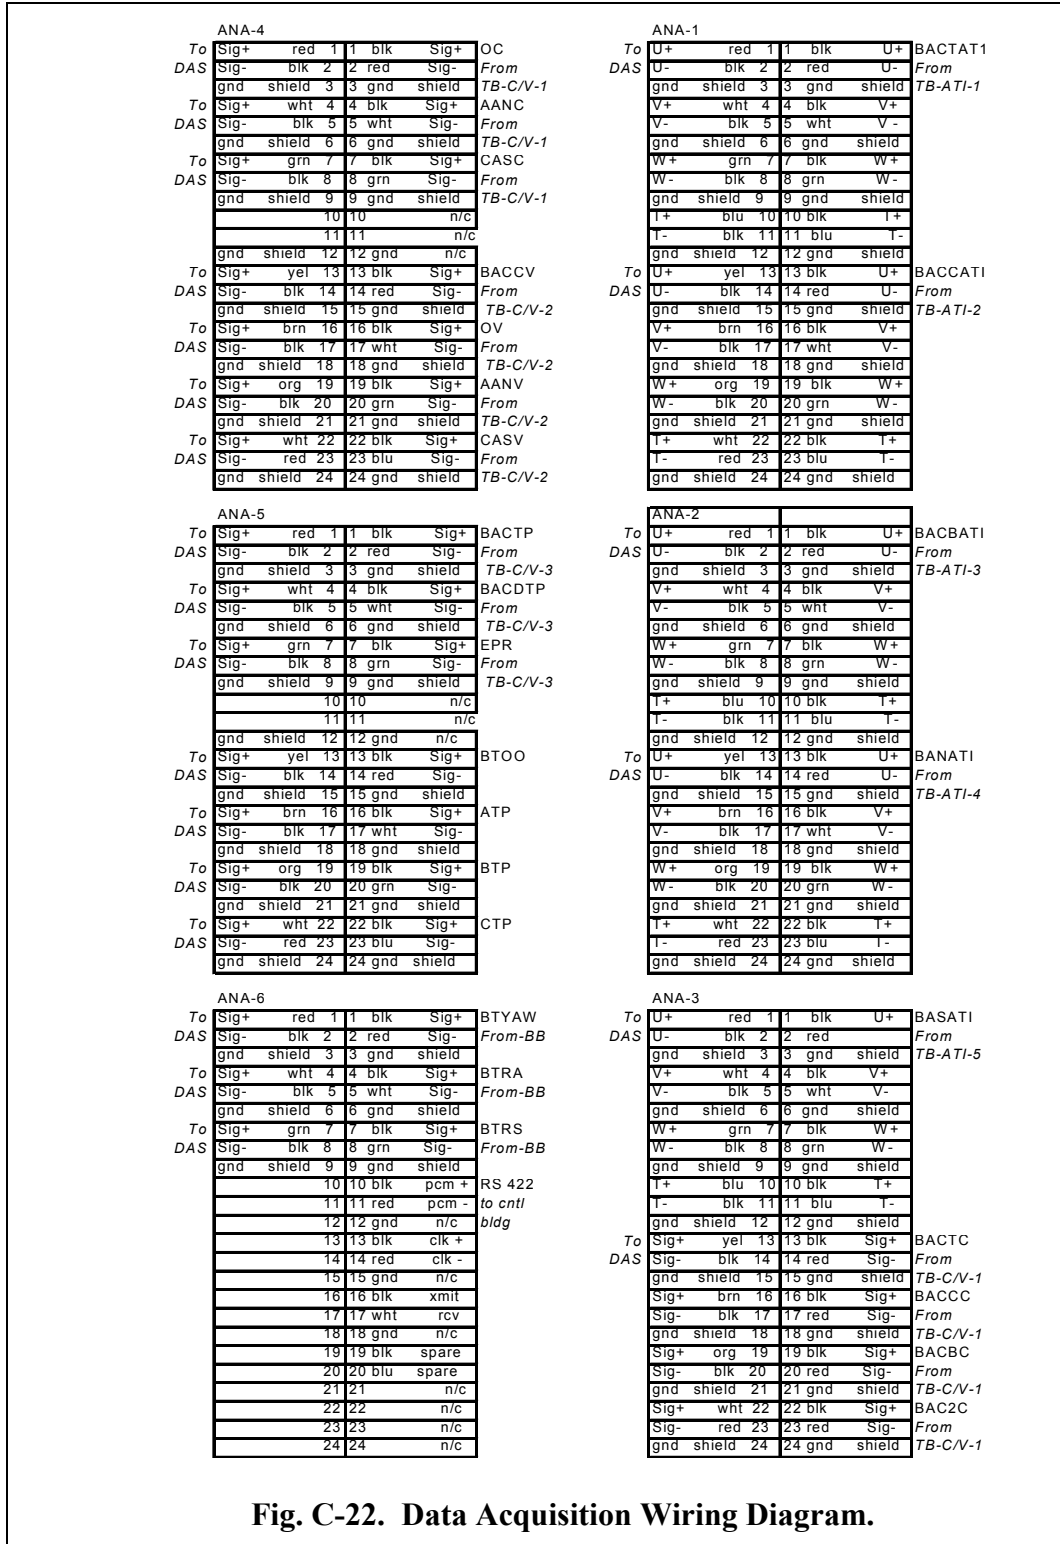 ANA-4
To Sig+ red 1 1 blk Sig+ OC
DAS Sig- blk 2 2 red Sig- From
gnd shield 3 3 gnd shield TB-C/V-1
To Sig+ wht 4 4 blk Sig+ AANC
DAS Sig- blk 5 5 wht Sig- From
gnd shield 6 6 gnd shield TB-C/V-1
To Sig+ grn 7 7 blk Sig+ CASC
DAS Sig- blk 8 8 grn Sig- From
gnd shield 9 9 gnd shield TB-C/V-1
10 10 n/c
11 11 n/c
gnd shield 12 12 gnd n/c
To Sig+ yel 13 13 blk Sig+ BACCV
DAS Sig- blk 14 14 red Sig- From
gnd shield 15 15 gnd shield TB-C/V-2
To Sig+ brn 16 16 blk Sig+ OV
DAS Sig- blk 17 17 wht Sig- From
gnd shield 18 18 gnd shield TB-C/V-2
To Sig+ org 19 19 blk Sig+ AANV
DAS Sig- blk 20 20 grn Sig- From
gnd shield 21 21 gnd shield TB-C/V-2
To Sig+ wht 22 22 blk Sig+ CASV
DAS Sig- red 23 23 blu Sig- From
gnd shield 24 24 gnd shield TB-C/V-2
ANA-5
To Sig+ red 1 1 blk Sig+ BACTP
DAS Sig- blk 2 2 red Sig- From
gnd shield 3 3 gnd shield TB-C/V-3
To Sig+ wht 4 4 blk Sig+ BACDTP
DAS Sig- blk 5 5 wht Sig- From
gnd shield 6 6 gnd shield TB-C/V-3
To Sig+ grn 7 7 blk Sig+ EPR
DAS Sig- blk 8 8 grn Sig- From
gnd shield 9 9 gnd shield TB-C/V-3
10 10 n/c
11 11 n/c
gnd shield 12 12 gnd n/c
To Sig+ yel 13 13 blk Sig+ BTOO
DAS Sig- blk 14 14 red Sig-
gnd shield 15 15 gnd shield
To Sig+ brn 16 16 blk Sig+ ATP
DAS Sig- blk 17 17 wht Sig-
gnd shield 18 18 gnd shield
To Sig+ org 19 19 blk Sig+ BTP
DAS Sig- blk 20 20 grn Sig-
gnd shield 21 21 gnd shield
To Sig+ wht 22 22 blk Sig+ CTP
DAS Sig- red 23 23 blu Sig-
gnd shield 24 24 gnd shield
ANA-6
To Sig+ red 1 1 blk Sig+ BTYAW
DAS Sig- blk 2 2 red Sig- From-BB
gnd shield 3 3 gnd shield
To Sig+ wht 4 4 blk Sig+ BTRA
DAS Sig- blk 5 5 wht Sig- From-BB
gnd shield 6 6 gnd shield
To Sig+ grn 7 7 blk Sig+ BTRS
DAS Sig- blk 8 8 grn Sig- From-BB
gnd shield 9 9 gnd shield
10 10 blk pcm + RS 422
11 11 red pcm - to cntl
12 12 gnd n/c bldg
13 13 blk clk +
14 14 red clk -
15 15 gnd n/c
16 16 blk xmit
17 17 wht rcv
18 18 gnd n/c
19 19 blk spare
20 20 blu spare
21 21 n/c
22 22 n/c
23 23 n/c
24 24 n/c
ANA-1
To U+ red 1 1 blk U+ BACTAT1
DAS U- blk 2 2 red U- From
gnd shield 3 3 gnd shield TB-ATI-1
V+ wht 4 4 blk V+
V- blk 5 5 wht V -
gnd shield 6 6 gnd shield
W+ grn 7 7 blk W+
W- blk 8 8 grn W-
gnd shield 9 9 gnd shield
T+ blu 10 10 blk T+
T- blk 11 11 blu T-
gnd shield 12 12 gnd shield
To U+ yel 13 13 blk U+ BACCATI
DAS U- blk 14 14 red U- From
gnd shield 15 15 gnd shield TB-ATI-2
V+ brn 16 16 blk V+
V- blk 17 17 wht V-
gnd shield 18 18 gnd shield
W+ org 19 19 blk W+
W- blk 20 20 grn W-
gnd shield 21 21 gnd shield
T+ wht 22 22 blk T+
T- red 23 23 blu T-
gnd shield 24 24 gnd shield
ANA-2
To U+ red 1 1 blk U+ BACBATI
DAS U- blk 2 2 red U- From
gnd shield 3 3 gnd shield TB-ATI-3
V+ wht 4 4 blk V+
V- blk 5 5 wht V-
gnd shield 6 6 gnd shield
W+ grn 7 7 blk W+
W- blk 8 8 grn W-
gnd shield 9 9 gnd shield
T+ blu 10 10 blk T+
T- blk 11 11 blu T-
gnd shield 12 12 gnd shield
To U+ yel 13 13 blk U+ BANATI
DAS U- blk 14 14 red U- From
gnd shield 15 15 gnd shield TB-ATI-4
V+ brn 16 16 blk V+
V- blk 17 17 wht V-
gnd shield 18 18 gnd shield
W+ org 19 19 blk W+
W- blk 20 20 grn W-
gnd shield 21 21 gnd shield
T+ wht 22 22 blk T+
T- red 23 23 blu T-
gnd shield 24 24 gnd shield
ANA-3
To U+ red 1 1 blk U+ BASATI
DAS U- blk 2 2 red From
gnd shield 3 3 gnd shield TB-ATI-5
V+ wht 4 4 blk V+
V- blk 5 5 wht V-
gnd shield 6 6 gnd shield
W+ grn 7 7 blk W+
W- blk 8 8 grn W-
gnd shield 9 9 gnd shield
T+ blu 10 10 blk T+
T- blk 11 11 blu T-
gnd shield 12 12 gnd shield
To Sig+ yel 13 13 blk Sig+ BACTC
DAS Sig- blk 14 14 red Sig- From
gnd shield 15 15 gnd shield TB-C/V-1
Sig+ brn 16 16 blk Sig+ BACCC
Sig- blk 17 17 red Sig- From
gnd shield 18 18 gnd shield TB-C/V-1
Sig+ org 19 19 blk Sig+ BACBC
Sig- blk 20 20 red Sig- From
gnd shield 21 21 gnd shield TB-C/V-1
Sig+ wht 22 22 blk Sig+ BAC2C
Sig- red 23 23 red Sig- From
gnd shield 24 24 gnd shield TB-C/V-1
Fig. C-22. Data Acquisition Wiring Diagram.